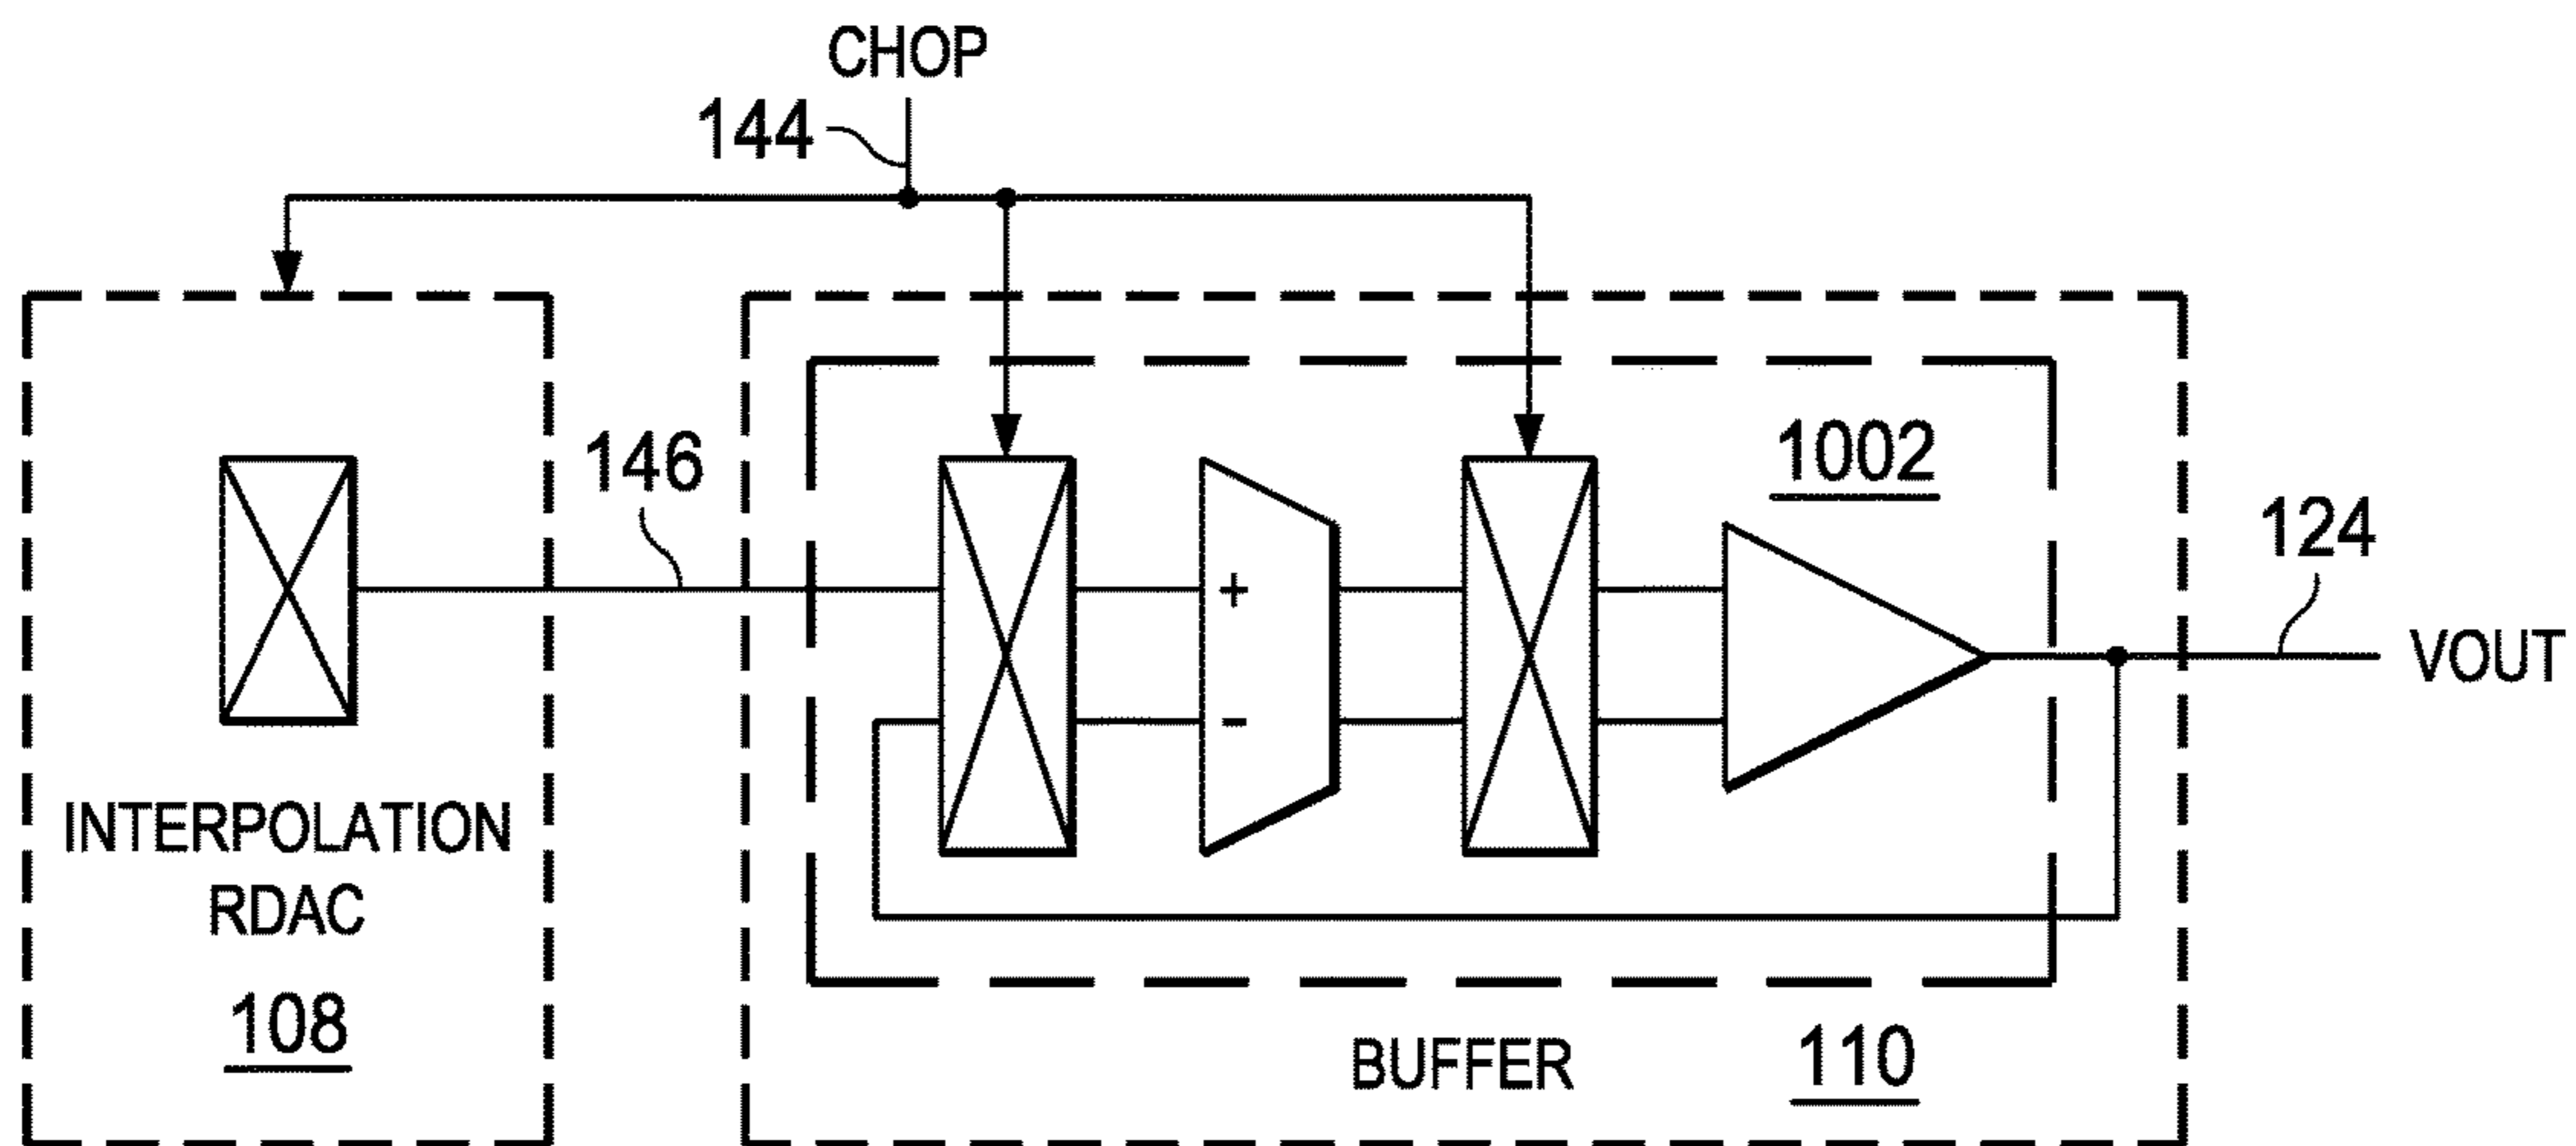 CHOP
144
146
1002
124
+
-
VOUT
INTERPOLATION
RDAC
108
BUFFER 110